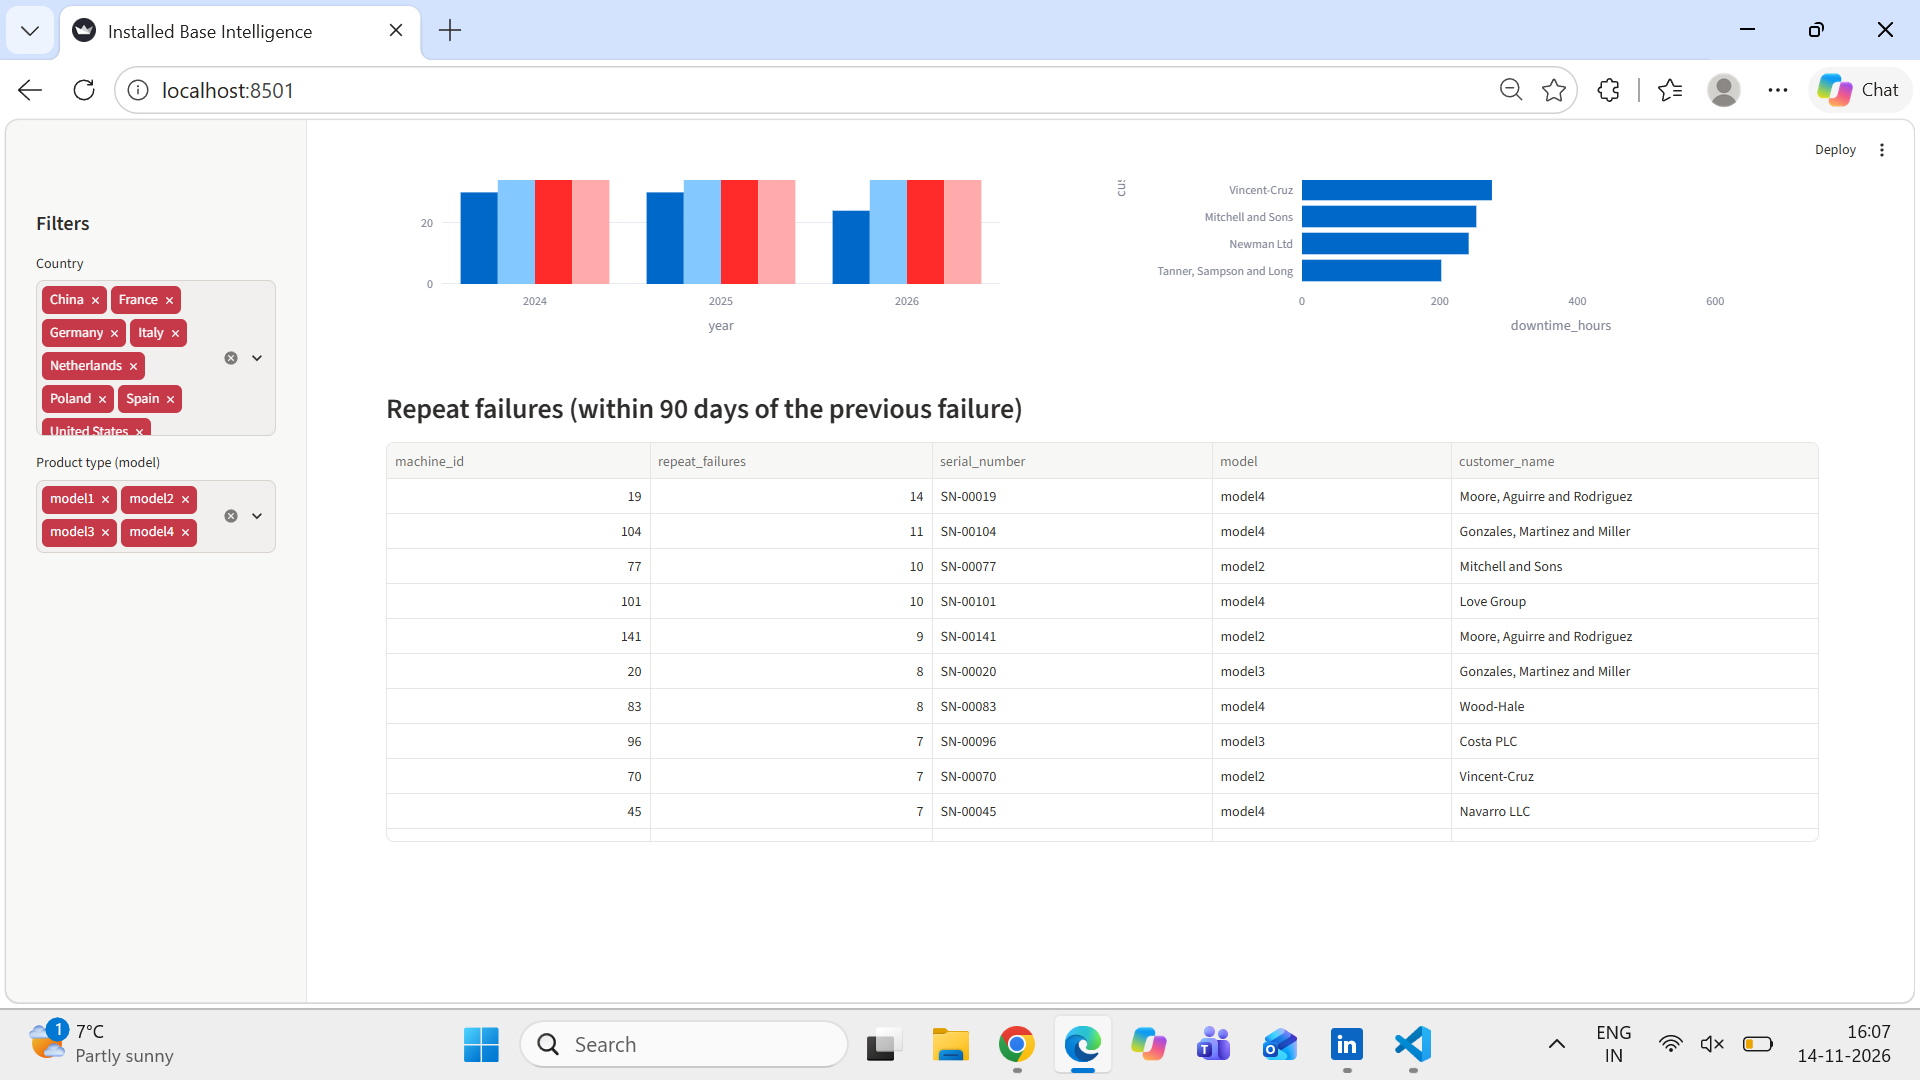 Installed Base Intelligence
localhost:8501
Chat
Deploy
Filters
Country
China × France ×
Germany × Italy ×
Netherlands ×
Poland × Spain ×
United States ×
Product type (model)
model1 × model2 ×
model3 × model4 ×
20
0
2024 2025 2026
year
Vincent-Cruz
Mitchell and Sons
Newman Ltd
Tanner, Sampson and Long
0 200 400 600
downtime_hours
Repeat failures (within 90 days of the previous failure)
machine_id repeat_failures serial_number model customer_name
19 14 SN-00019 model4 Moore, Aguirre and Rodriguez
104 11 SN-00104 model4 Gonzales, Martinez and Miller
77 10 SN-00077 model2 Mitchell and Sons
101 10 SN-00101 model4 Love Group
141 9 SN-00141 model2 Moore, Aguirre and Rodriguez
20 8 SN-00020 model3 Gonzales, Martinez and Miller
83 8 SN-00083 model4 Wood-Hale
96 7 SN-00096 model3 Costa PLC
70 7 SN-00070 model2 Vincent-Cruz
45 7 SN-00045 model4 Navarro LLC
1
7°C
Partly sunny
Search
ENG
IN
16:07
14-11-2026